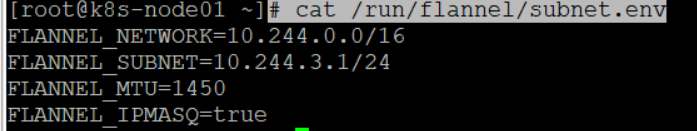 [root@k8s-node01 ~]# cat /run/flannel/subnet.env
FLANNEL_NETWORK=10.244.0.0/16
FLANNEL_SUBNET=10.244.3.1/24
FLANNEL_MTU=1450
FLANNEL_IPMASQ=true